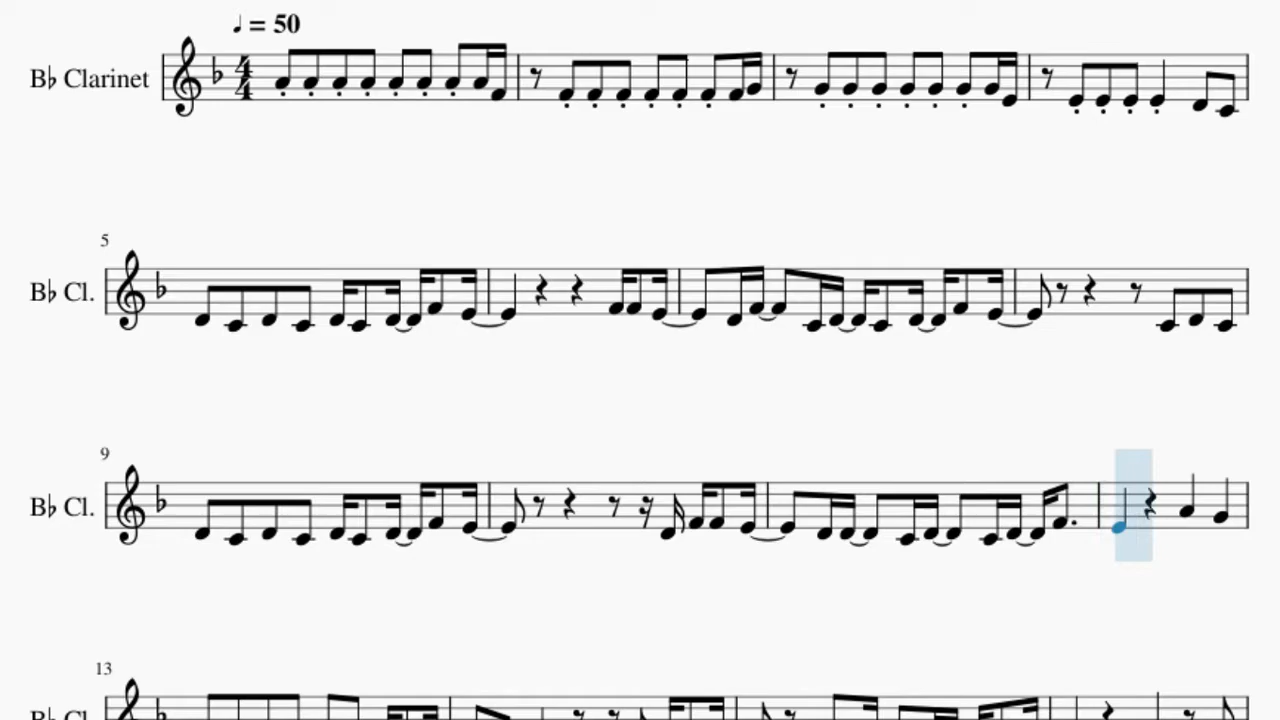 ♩ = 50
B♭ Clarinet
4
4
5
B♭ Cl.
9
B♭ Cl.
13
B♭ Cl.